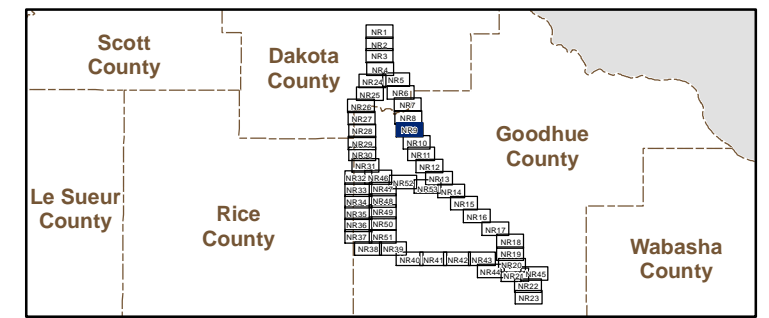 Scott
County
Dakota
County
Goodhue
County
Le Sueur
County
Rice
County
Wabasha
County
NR1
NR2
NR3
NR4
NR24 NR5
NR25 NR6
NR26 NR7
NR27 NR8
NR28 NR9
NR29 NR10
NR30 NR11
NR31 NR12
NR32 NR46 NR52 NR13
NR33 NR47 NR53 NR14
NR34 NR48 NR15
NR35 NR49 NR16
NR36 NR50 NR17
NR37 NR51 NR18
NR38 NR39 NR19
NR40 NR41 NR42 NR43 NR20
NR44 NR21 NR45
NR22
NR23